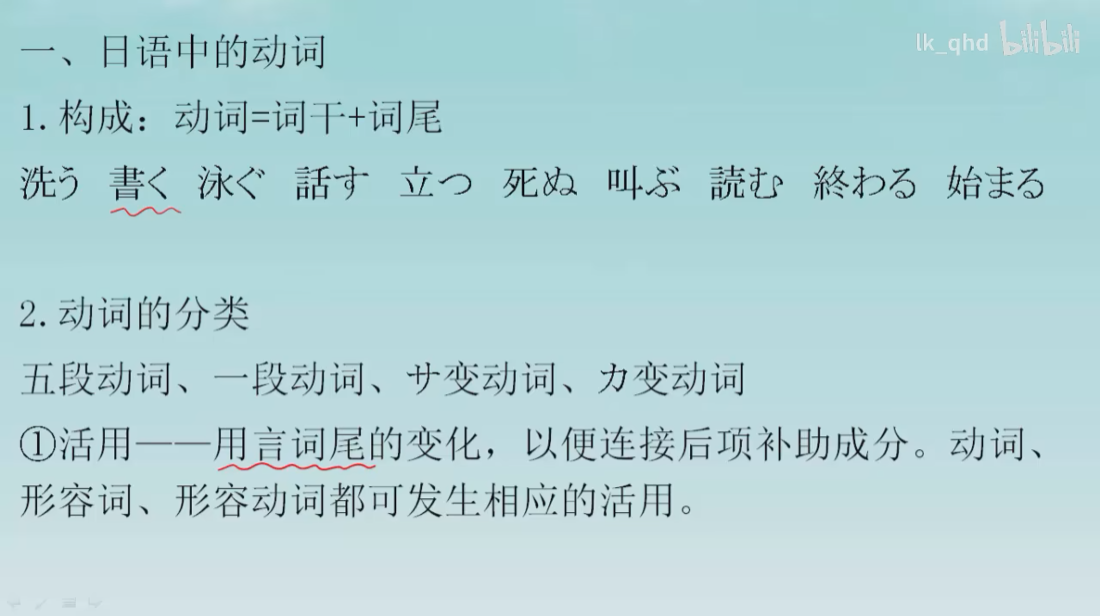 一、日语中的动词
lk_qhd bilibili
1.构成：动词=词干+词尾
洗う 書く 泳ぐ 話す 立つ 死ぬ 叫ぶ 読む 終わる 始まる
2.动词的分类
五段动词、一段动词、サ变动词、カ变动词
①活用——用言词尾的变化，以便连接后项补助成分。动词、
形容词、形容动词都可发生相应的活用。